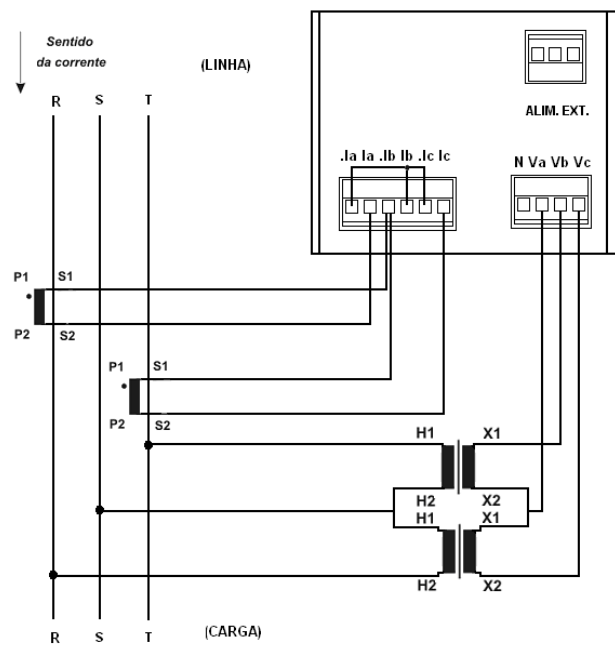 Sentido
da corrente
(LINHA)
R S T
ALIM. EXT.
.Ia Ia .Ib Ib .Ic Ic
N Va Vb Vc
P1 S1
P2 S2
P1 S1
P2 S2
H1 X1
H2 X2
H1 X1
H2 X2
R S T
(CARGA)